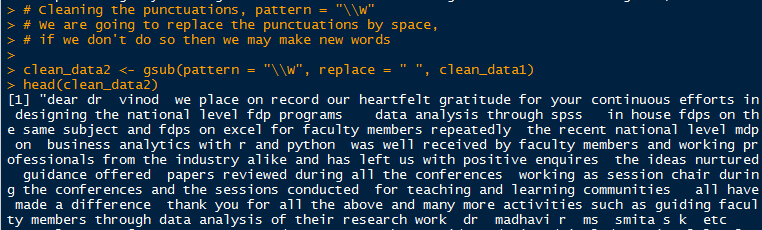 > # Cleaning the punctuations, pattern = "\\W"
> # We are going to replace the punctuations by space,
> # if we don't do so then we may make new words
>
> clean_data2 <- gsub(pattern = "\\W", replace = " ", clean_data1)
> head(clean_data2)
[1] "dear dr  vinod  we place on record our heartfelt gratitude for your continuous efforts in
 designing the national level fdp programs    data analysis through spss   in house fdps on th
e same subject and fdps on excel for faculty members repeatedly  the recent national level mdp
 on  business analytics with r and python  was well received by faculty members and working pr
ofessionals from the industry alike and has left us with positive enquires  the ideas nurtured
  guidance offered  papers reviewed during all the conferences  working as session chair durin
g the conferences and the sessions conducted  for teaching and learning communities   all have
 made a difference  thank you for all the above and many more activities such as guiding facul
ty members through data analysis of their research work  dr  madhavi r  ms  smita s k  etc